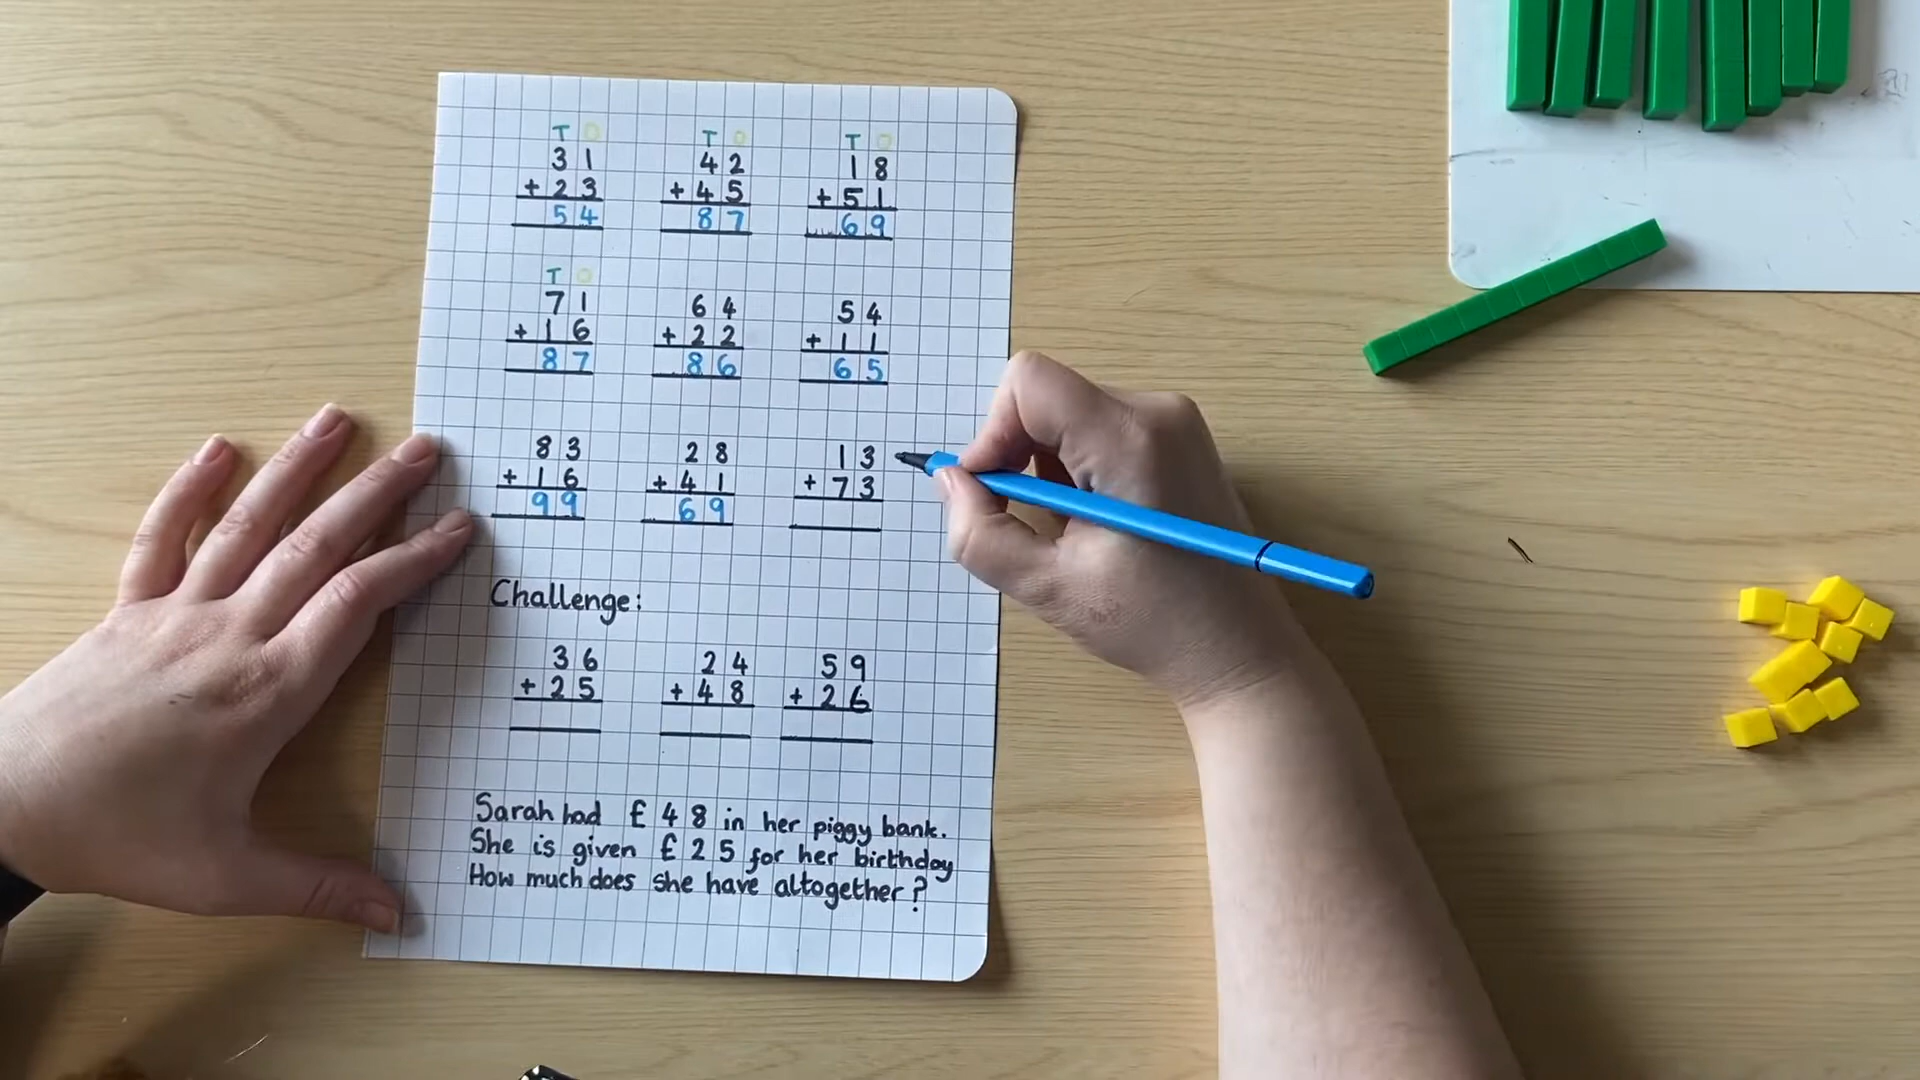 T O T O T O
31 42 18
+23 +45 +51
54 87 69
T O
71 64 54
+16 +22 +11
87 86 65
83 28 13
+16 +41 +73
99 69
Challenge:
36 24 59
+25 +48 +26
Sarah had £48 in her piggy bank.
She is given £25 for her birthday
How much does she have altogether?